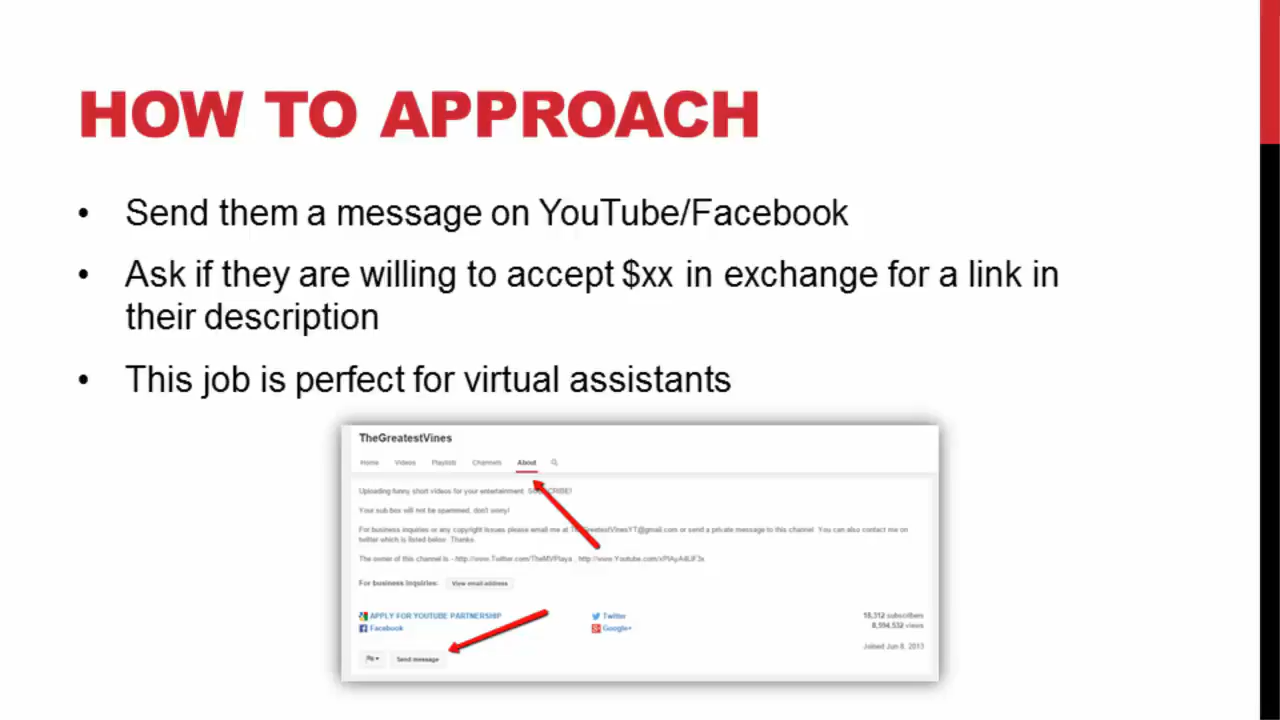 HOW TO APPROACH
• Send them a message on YouTube/Facebook
• Ask if they are willing to accept $xx in exchange for a link in
their description
• This job is perfect for virtual assistants
TheGreatestVines
Home Videos Playlists Channels About
Uploading funny short videos for your entertainment.
Your sub box will not be spammed, don't worry!
For business inquiries or any copyright issues please email me at or send a private message to this channel. You can also contact me on
twitter which is listed below. Thanks.
The owner of this channel is - http://www.Twitter.com/TheMVPlaya ,
For business inquiries: View email address
APPLY FOR YOUTUBE PARTNERSHIP Twitter 18,312 subscribers
Facebook Google+ 8,594,532 views
Joined Jun 8, 2013
Send message